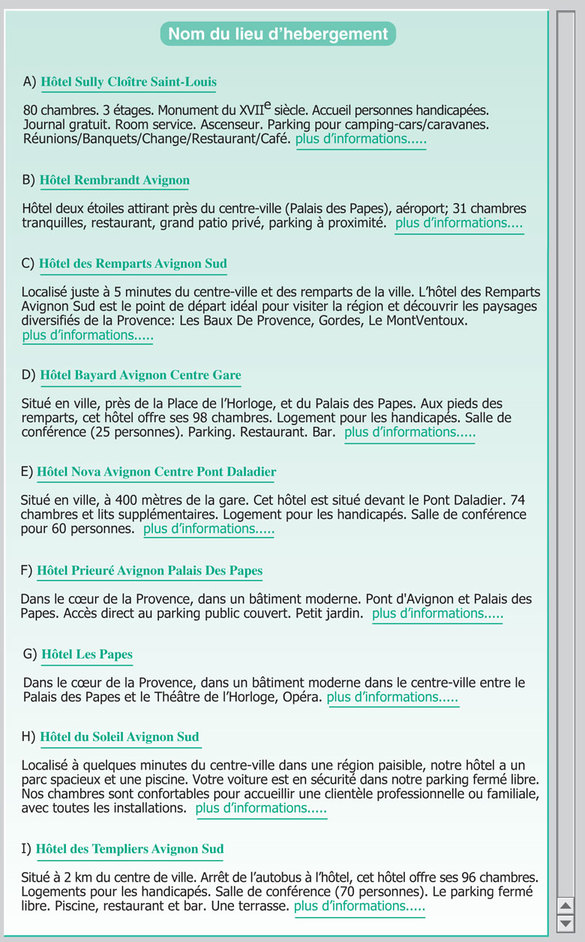 Nom du lieu d'hebergement
A) Hôtel Sully Cloître Saint-Louis
80 chambres. 3 étages. Monument du XVIIe siècle. Accueil personnes handicapées.
Journal gratuit. Room service. Ascenseur. Parking pour camping-cars/caravanes.
Réunions/Banquets/Change/Restaurant/Café. plus d'informations.....
B) Hôtel Rembrandt Avignon
Hôtel deux étoiles attirant près du centre-ville (Palais des Papes), aéroport; 31 chambres
tranquilles, restaurant, grand patio privé, parking à proximité. plus d'informations....
C) Hôtel des Remparts Avignon Sud
Localisé juste à 5 minutes du centre-ville et des remparts de la ville. L'hôtel des Remparts
Avignon Sud est le point de départ idéal pour visiter la région et découvrir les paysages
diversifiés de la Provence: Les Baux De Provence, Gordes, Le MontVentoux.
plus d'informations.....
D) Hôtel Bayard Avignon Centre Gare
Situé en ville, près de la Place de l'Horloge, et du Palais des Papes. Aux pieds des
remparts, cet hôtel offre ses 98 chambres. Logement pour les handicapés. Salle de
conférence (25 personnes). Parking. Restaurant. Bar. plus d'informations.....
E) Hôtel Nova Avignon Centre Pont Daladier
Situé en ville, à 400 mètres de la gare. Cet hôtel est situé devant le Pont Daladier. 74
chambres et lits supplémentaires. Logement pour les handicapés. Salle de conférence
pour 60 personnes. plus d'informations.....
F) Hôtel Prieuré Avignon Palais Des Papes
Dans le cœur de la Provence, dans un bâtiment moderne. Pont d'Avignon et Palais des
Papes. Accès direct au parking public couvert. Petit jardin. plus d'informations.....
G) Hôtel Les Papes
Dans le cœur de la Provence, dans un bâtiment moderne dans le centre-ville entre le
Palais des Papes et le Théâtre de l'Horloge, Opéra. plus d'informations.....
H) Hôtel du Soleil Avignon Sud
Localisé à quelques minutes du centre-ville dans une région paisible, notre hôtel a un
parc spacieux et une piscine. Votre voiture est en sécurité dans notre parking fermé libre.
Nos chambres sont confortables pour accueillir une clientèle professionnelle ou familiale,
avec toutes les installations. plus d'informations.....
I) Hôtel des Templiers Avignon Sud
Situé à 2 km du centre de ville. Arrêt de l'autobus à l'hôtel, cet hôtel offre ses 96 chambres.
Logements pour les handicapés. Salle de conférence (70 personnes). Le parking fermé
libre. Piscine, restaurant et bar. Une terrasse. plus d'informations.....